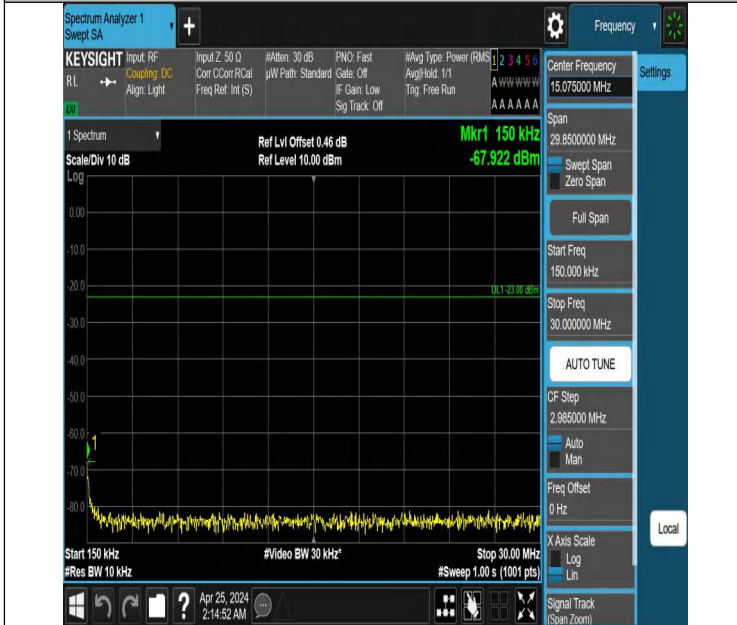 Spectrum Analyzer 1
Swept SA
+
Frequency
KEYSIGHT
RL
Input: RF
Coupling: DC
Align: Light
Input Z: 50 Ω
Corr CCorr RCal
Freq Ref: Int (S)
#Atten: 30 dB
µW Path: Standard
PNO: Fast
Gate: Off
IF Gain: Low
Sig Track: Off
#Avg Type: Power (RMS
Avg|Hold: 1/1
Trig: Free Run
1 2 3 4 5 6
A W W W W W
A A A A A A
1 Spectrum
Scale/Div 10 dB
Ref Lvl Offset 0.46 dB
Ref Level 10.00 dBm
Mkr1 150 kHz
-67.922 dBm
Log
0.00
-10.0
-20.0
DL1 -23.00 dBm
-30.0
-40.0
-50.0
-60.0
1
-70.0
-80.0
Start 150 kHz
#Video BW 30 kHz*
Stop 30.00 MHz
#Res BW 10 kHz
#Sweep 1.00 s (1001 pts)
?
Apr 25, 2024
2:14:52 AM
Center Frequency
15.075000 MHz
Settings
Span
29.8500000 MHz
Swept Span
Zero Span
Full Span
Start Freq
150.000 kHz
Stop Freq
30.000000 MHz
AUTO TUNE
CF Step
2.985000 MHz
Auto
Man
Freq Offset
0 Hz
X Axis Scale
Log
Lin
Local
Signal Track
(Span Zoom)